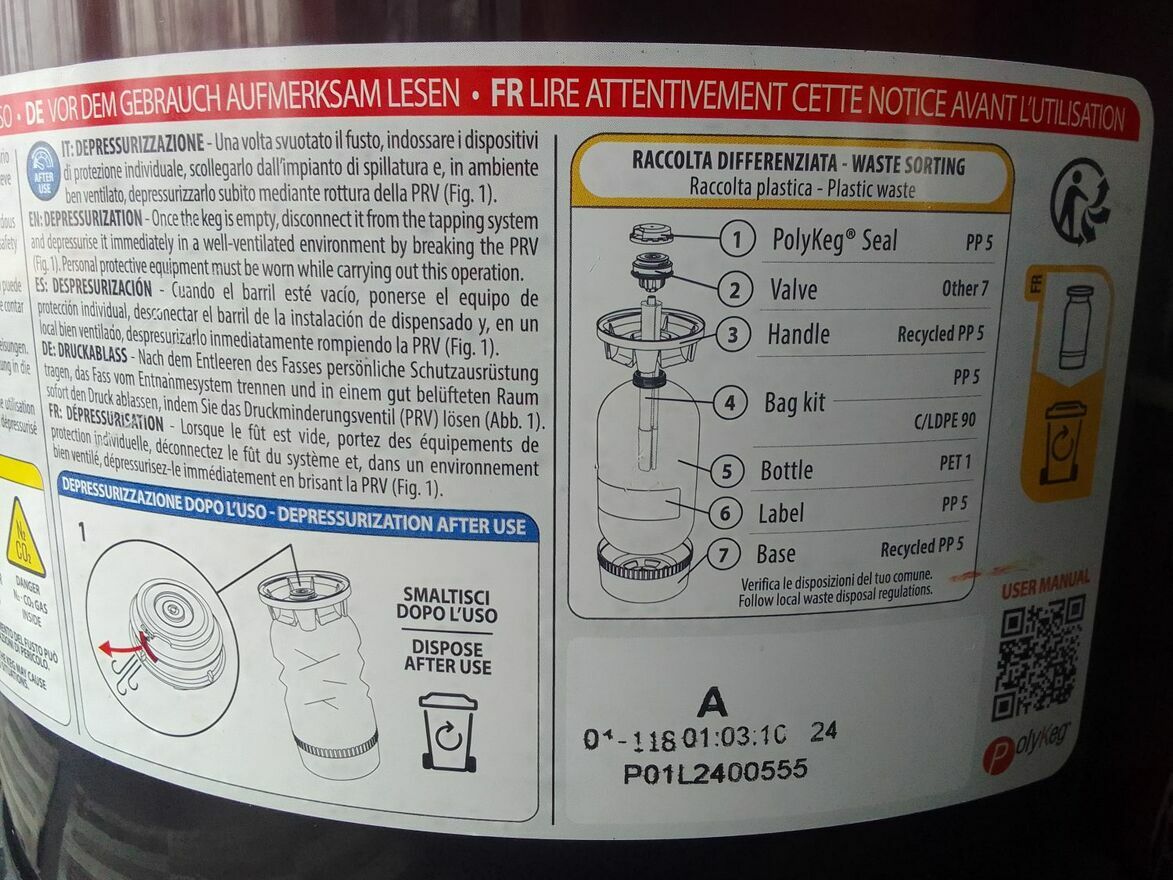 SO • DE VOR DEM GEBRAUCH AUFMERKSAM LESEN • FR LIRE ATTENTIVEMENT CETTE NOTICE AVANT L'UTILISATION
AFTER
USE
IT: DEPRESSURIZZAZIONE - Una volta svuotato il fusto, indossare i dispositivi
di protezione individuale, scollegarlo dall'impianto di spillatura e, in ambiente
ben ventilato, depressurizzarlo subito mediante rottura della PRV (Fig. 1).
EN: DEPRESSURIZATION - Once the keg is empty, disconnect it from the tapping system
and depressurise it immediately in a well-ventilated environment by breaking the PRV
(Fig. 1). Personal protective equipment must be worn while carrying out this operation.
ES: DESPRESURIZACIÓN - Cuando el barril esté vacío, ponerse el equipo de
protección individual, desconectar el barril de la instalación de dispensado y, en un
local bien ventilado, despresurizarlo inmediatamente rompiendo la PRV (Fig. 1).
DE: DRUCKABLASS - Nach dem Entleeren des Fasses persönliche Schutzausrüstung
tragen, das Fass vom Entnahmesystem trennen und in einem gut belüfteten Raum
sofort den Druck ablassen, indem Sie das Druckminderungsventil (PRV) lösen (Abb. 1).
FR: DÉPRESSURISATION - Lorsque le fût est vide, portez des équipements de
protection individuelle, déconnectez le fût du système et, dans un environnement
bien ventilé, dépressurisez-le immédiatement en brisant la PRV (Fig. 1).
DEPRESSURIZZAZIONE DOPO L'USO - DEPRESSURIZATION AFTER USE
1
SMALTISCI
DOPO L'USO
DISPOSE
AFTER USE
N2
CO2
DANGER
N2 - CO2 GAS
INSIDE
RACCOLTA DIFFERENZIATA - WASTE SORTING
Raccolta plastica - Plastic waste
1 PolyKeg® Seal PP 5
2 Valve Other 7
3 Handle Recycled PP 5
PP 5
4 Bag kit
C/LDPE 90
5 Bottle PET 1
6 Label PP 5
7 Base Recycled PP 5
Verifica le disposizioni del tuo comune.
Follow local waste disposal regulations.
FR
USER MANUAL
PolyKeg
A
-118 01:03:10 24
P01L2400555